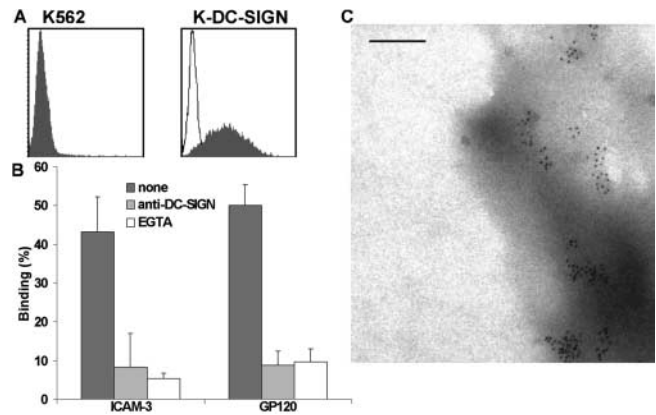 A K562 K-DC-SIGN
B
60
50
40
30
20
10
0
Binding (%)
none
anti-DC-SIGN
EGTA
ICAM-3 GP120
C